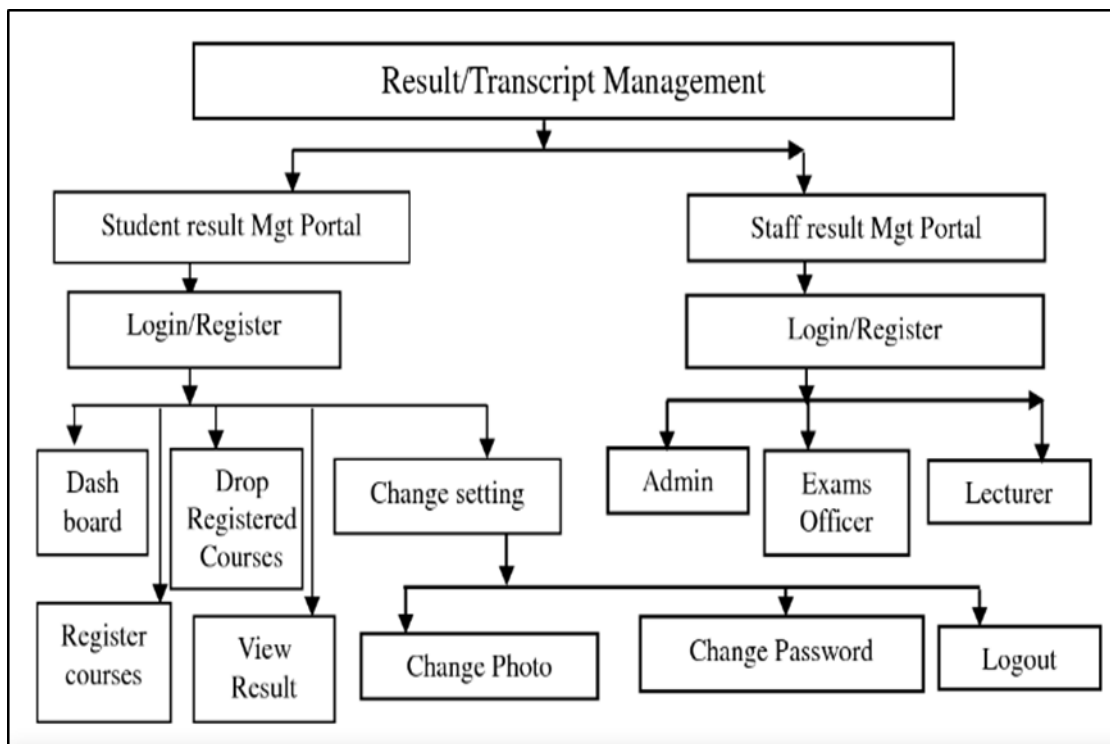 Result/Transcript Management
Student result Mgt Portal
Staff result Mgt Portal
Login/Register
Login/Register
Dash
board
Drop
Registered
Courses
Change setting
Admin
Exams
Officer
Lecturer
Register
courses
View
Result
Change Photo
Change Password
Logout